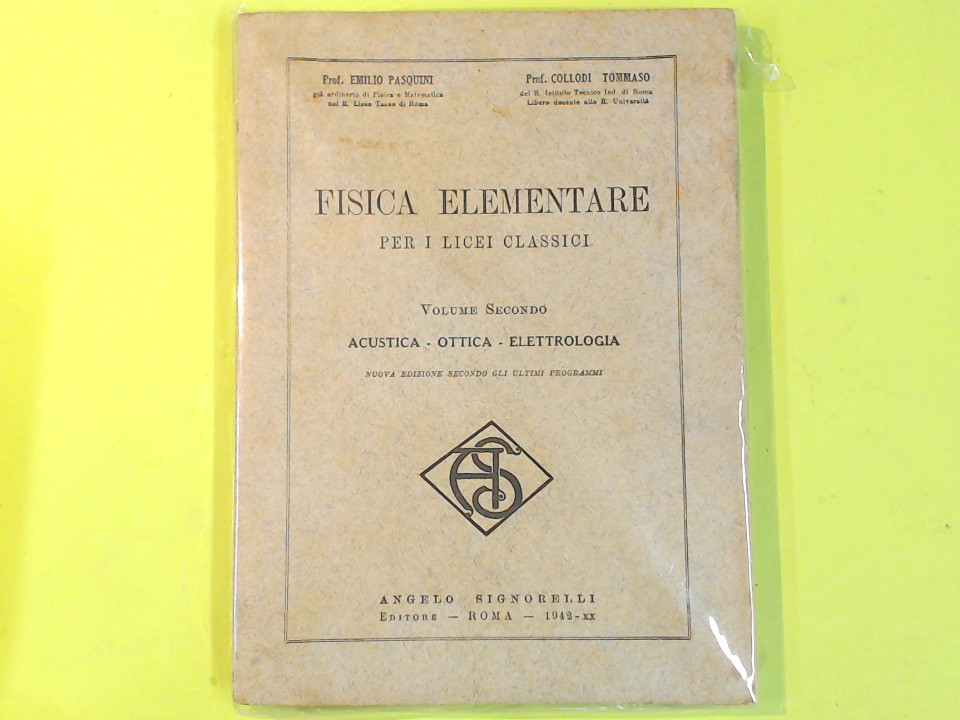 Prof. EMILIO PASQUINI
già ordinario di Fisica e Matematica
nel R. Liceo Tasso di Roma
Prof. COLLODI TOMMASO
del R. Istituto Tecnico Ind. di Roma
Libero docente alla R. Università
FISICA ELEMENTARE
PER I LICEI CLASSICI
VOLUME SECONDO
ACUSTICA - OTTICA - ELETTROLOGIA
NUOVA EDIZIONE SECONDO GLI ULTIMI PROGRAMMI
AS
ANGELO SIGNORELLI
EDITORE — ROMA — 1942-XX